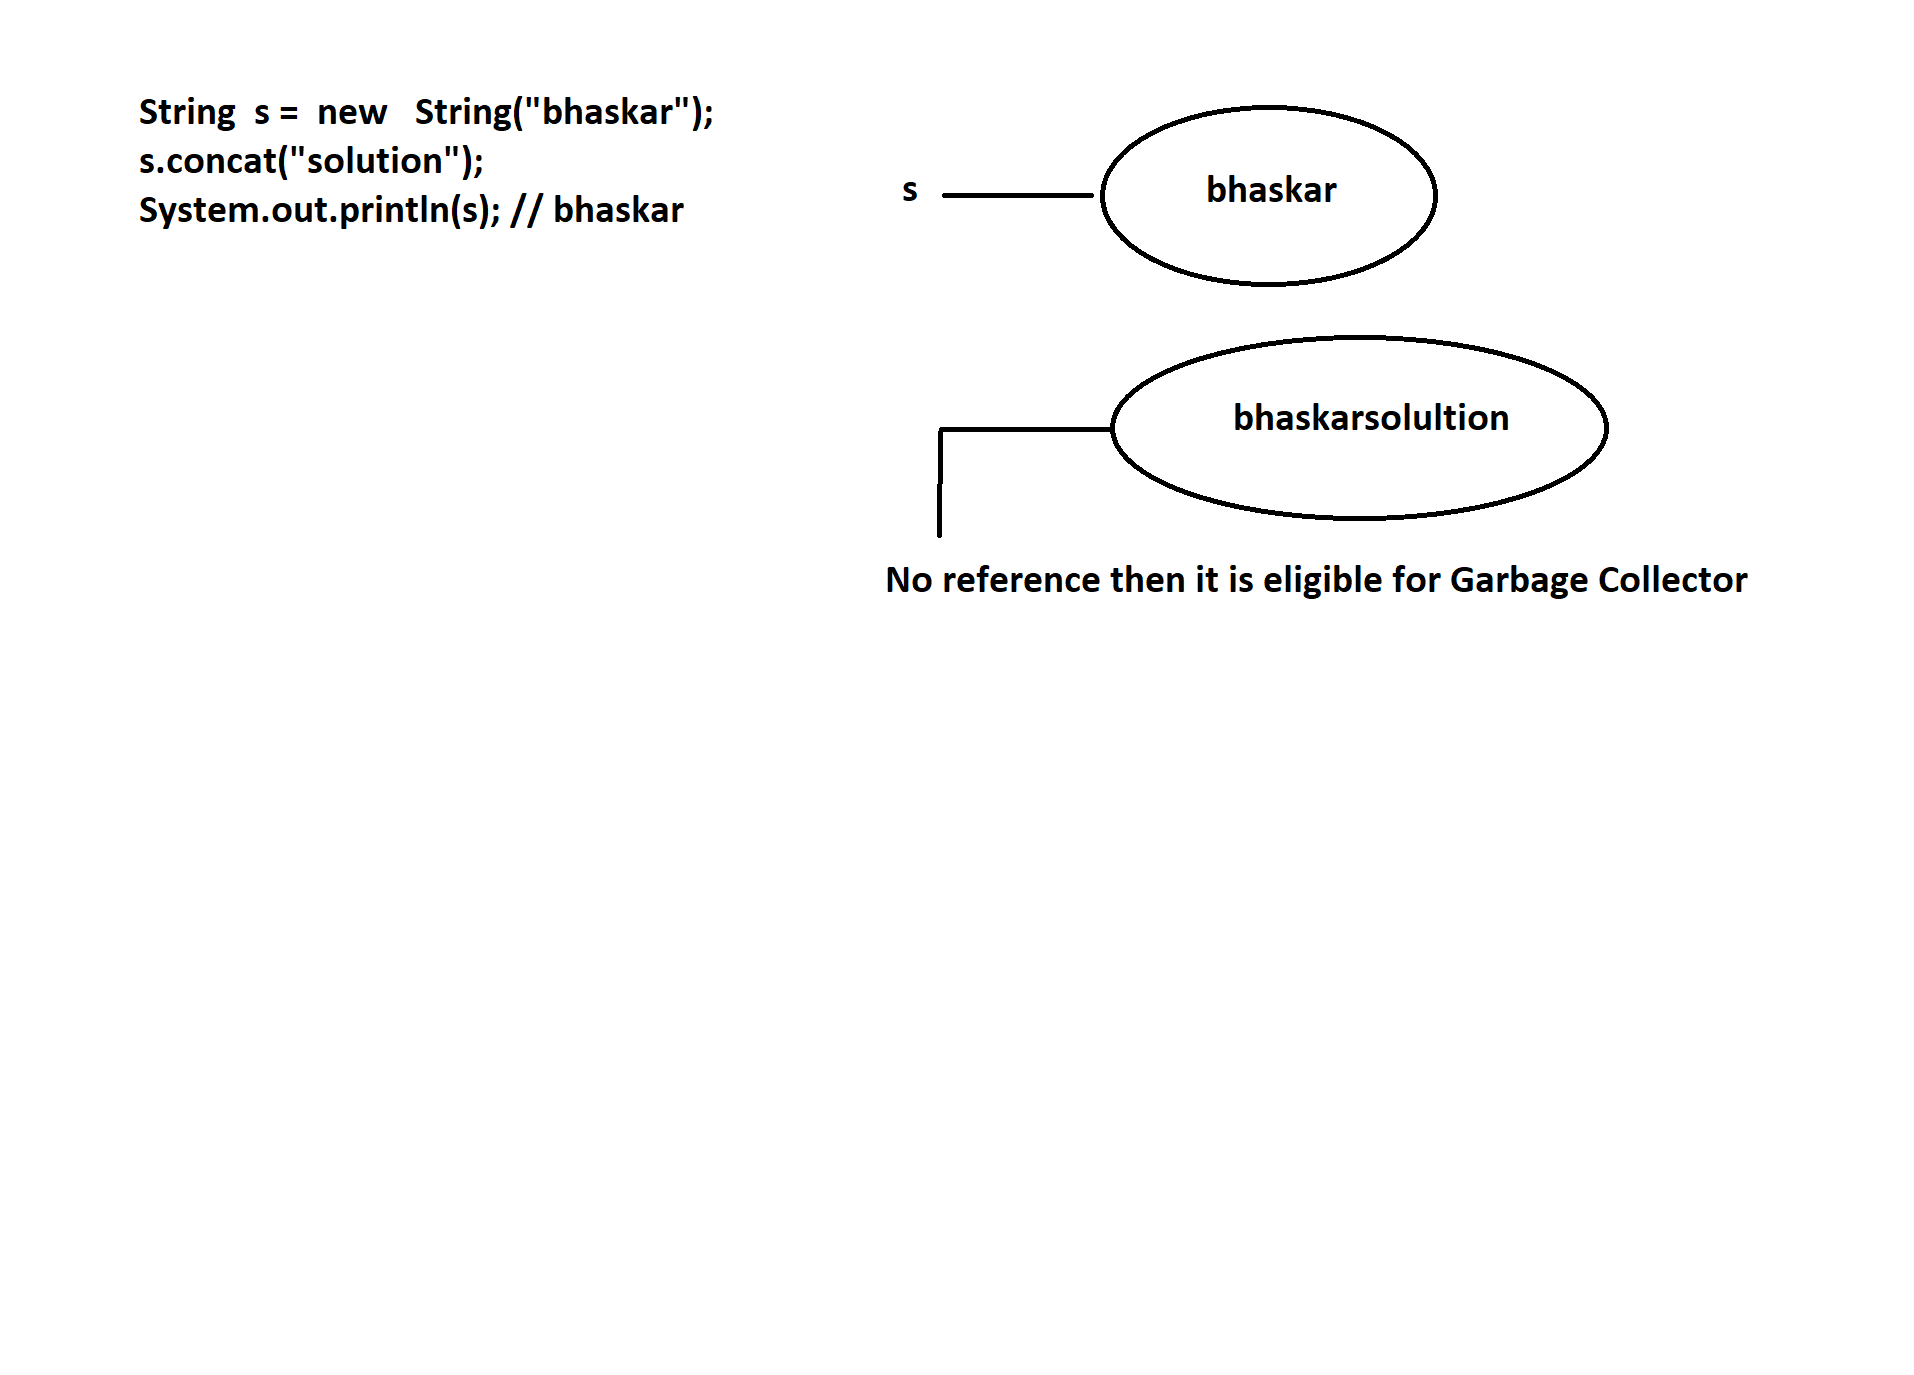 String  s =  new   String("bhaskar");
s.concat("solution");
System.out.println(s); // bhaskar
s
bhaskar
bhaskarsolultion
No reference then it is eligible for Garbage Collector